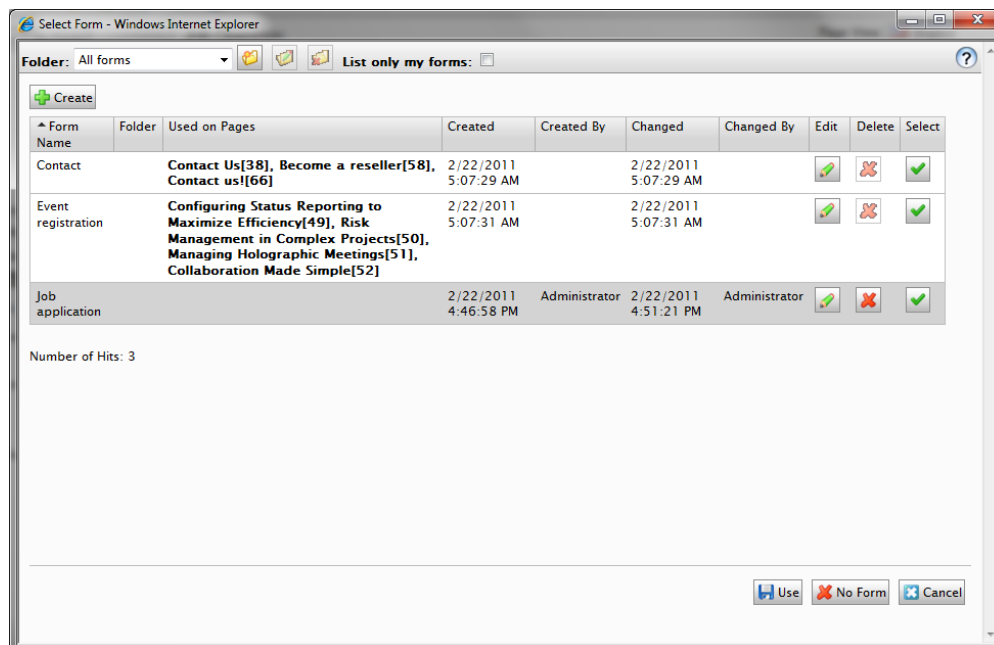 Select Form - Windows Internet Explorer
Folder: All forms List only my forms:
Create
Form Name Folder Used on Pages Created Created By Changed Changed By Edit Delete Select
Contact Contact Us[38], Become a reseller[58], 2/22/2011 2/22/2011
Contact us![66] 5:07:29 AM 5:07:29 AM
Event Configuring Status Reporting to 2/22/2011 2/22/2011
registration Maximize Efficiency[49], Risk 5:07:31 AM 5:07:31 AM
Management in Complex Projects[50],
Managing Holographic Meetings[51],
Collaboration Made Simple[52]
Job 2/22/2011 Administrator 2/22/2011 Administrator
application 4:46:58 PM 4:51:21 PM
Number of Hits: 3
Use No Form Cancel